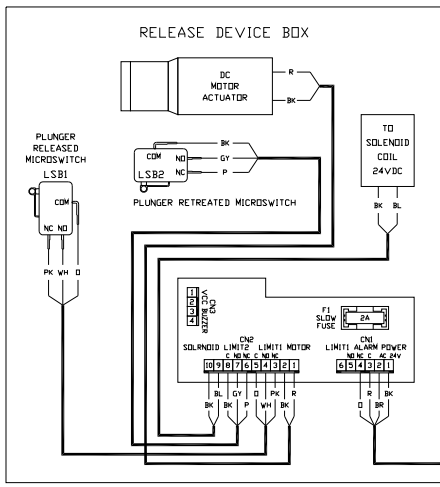 RELEASE DEVICE BOX
DC
MOTOR
ACTUATOR
R
BK
PLUNGER
RELEASED
MICROSWITCH
LSB1
COM
NC NO
PK WH O
COM
NO
NC
LSB2
BK
GY
P
PLUNGER RETREATED MICROSWITCH
TO
SOLENOID
COIL
24VDC
BK BL
1
2
3
4
VCC BUZZER
CN3
F1
SLOW
FUSE
2A
CN2
SOLRNOID LIMIT2 LIMIT1 MOTOR
C NO NC C NO NC
10 9 8 7 6 5 4 3 2 1
BL GY O PK R
BK BK P WH BK
CN1
LIMIT1 ALARM POWER
NO NC C AC 24V
6 5 4 3 2 1
R BK
O BR